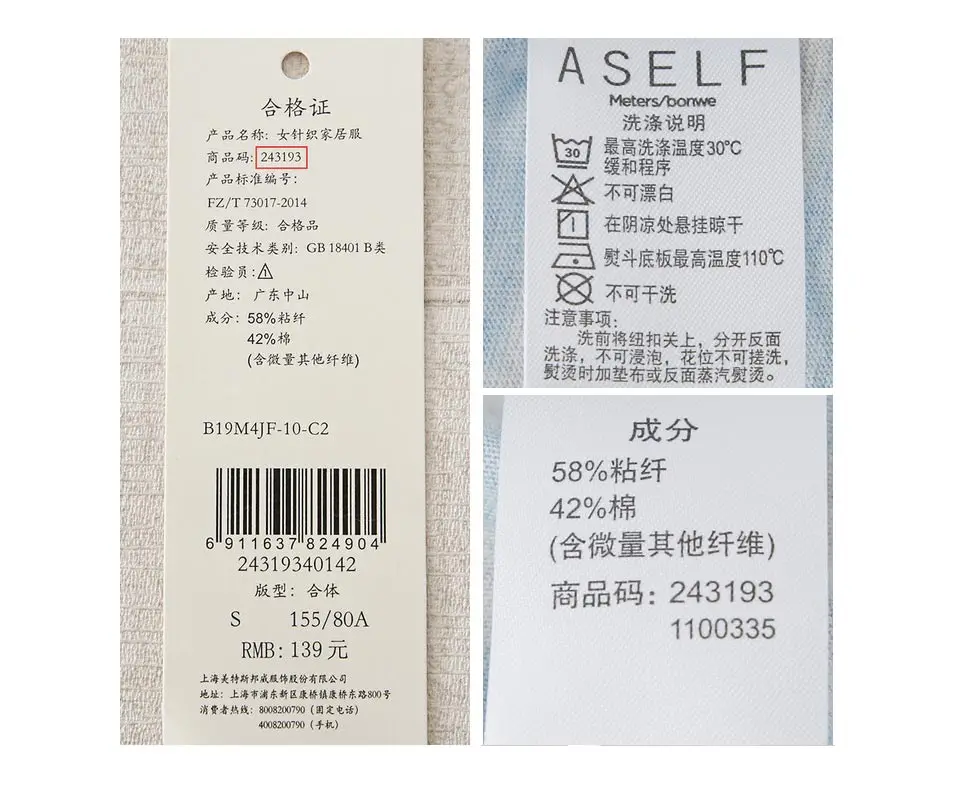 合格证
产品名称: 女针织家居服
商品码: 243193
产品标准编号:
FZ/T 73017-2014
质量等级: 合格品
安全技术类别: GB 18401 B类
检验员:
产地: 广东中山
成分: 58%粘纤
42%棉
(含微量其他纤维)
B19M4JF-10-C2
6 911637 824904
24319340142
版型: 合体
S 155/80A
RMB: 139 元
上海美特斯邦威服饰股份有限公司
地址: 上海市浦东新区康桥镇康桥东路800号
消费者热线: 8008200790 (固定电话)
4008200790 (手机)
ASELF
Meters/bonwe
洗涤说明
30 最高洗涤温度30℃
缓和程序
不可漂白
在阴凉处悬挂晾干
熨斗底板最高温度110℃
不可干洗
注意事项:
洗前将纽扣关上，分开反面
洗涤，不可浸泡，花位不可搓洗，
熨烫时加垫布或反面蒸汽熨烫。
成分
58%粘纤
42%棉
(含微量其他纤维)
商品码: 243193
1100335